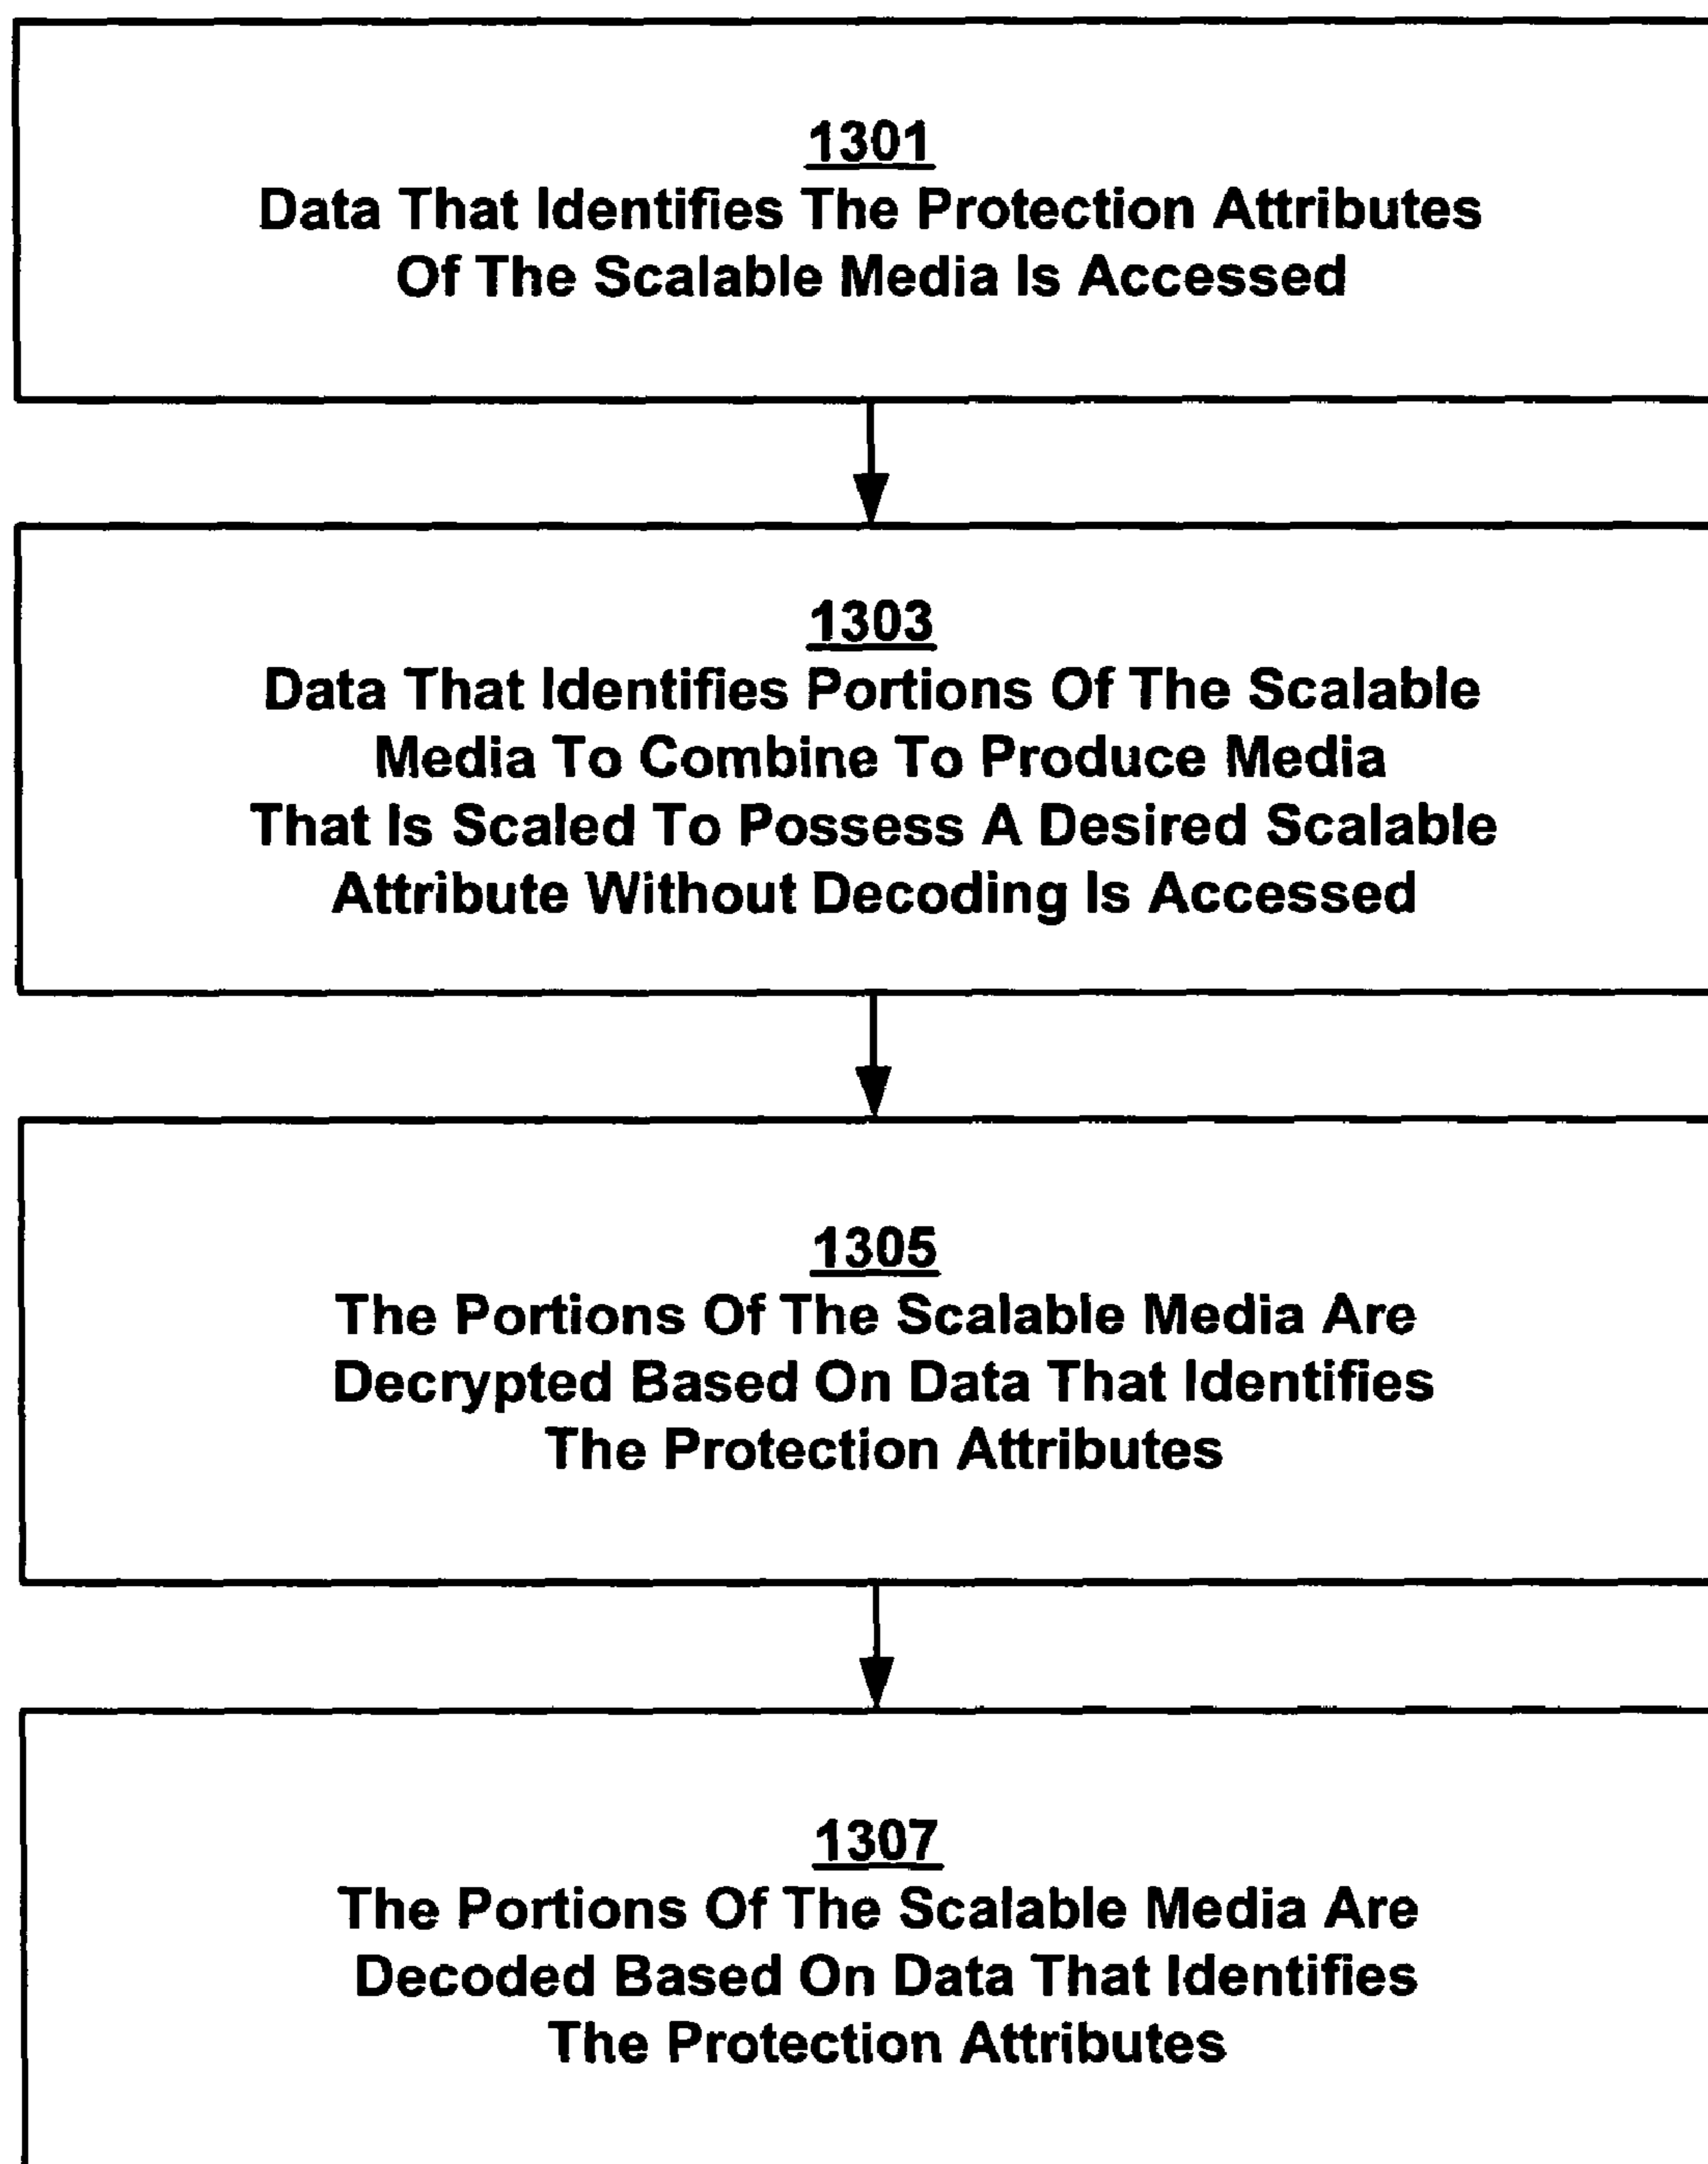 1301
Data That Identifies The Protection Attributes
Of The Scalable Media Is Accessed
1303
Data That Identifies Portions Of The Scalable
Media To Combine To Produce Media
That Is Scaled To Possess A Desired Scalable
Attribute Without Decoding Is Accessed
1305
The Portions Of The Scalable Media Are
Decrypted Based On Data That Identifies
The Protection Attributes
1307
The Portions Of The Scalable Media Are
Decoded Based On Data That Identifies
The Protection Attributes